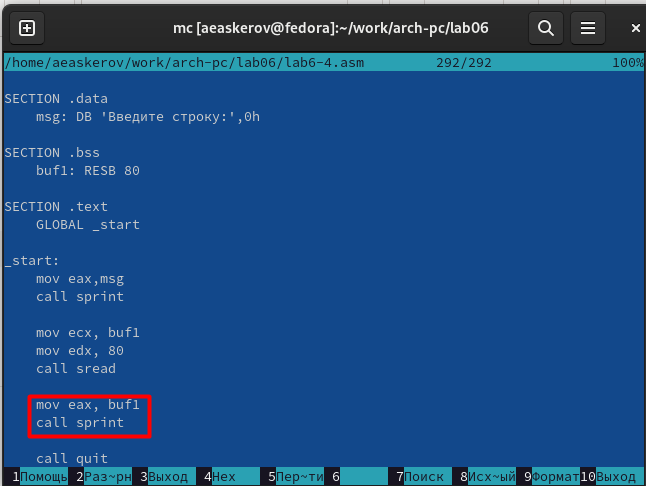 mc [aeaskerov@fedora]:~/work/arch-pc/lab06
/home/aeaskerov/work/arch-pc/lab06/lab6-4.asm 292/292 100%
SECTION .data
msg: DB 'Введите строку:',0h
SECTION .bss
buf1: RESB 80
SECTION .text
GLOBAL _start
_start:
mov eax,msg
call sprint
mov ecx, buf1
mov edx, 80
call sread
mov eax, buf1
call sprint
call quit
1Помощь 2Раз~рн 3Выход 4Hex 5Пер~ти 6 7Поиск 8Исх~ый 9Формат 10Выход